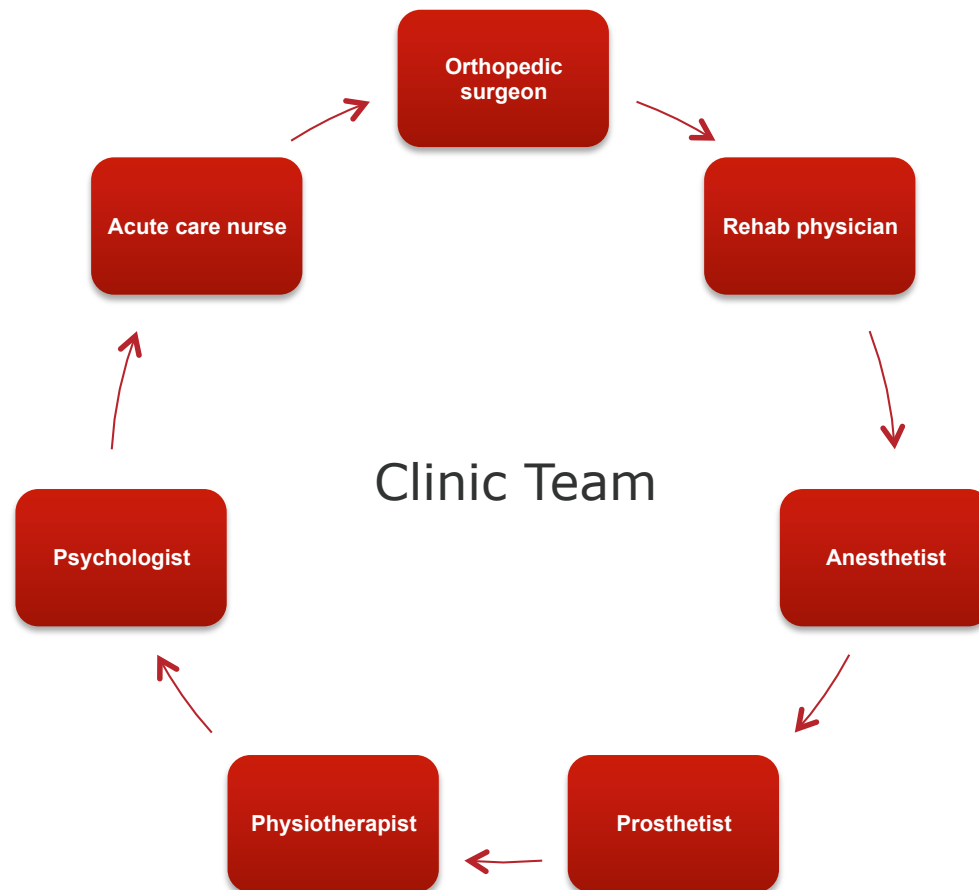 Orthopedic
surgeon
Rehab physician
Anesthetist
Prosthetist
Physiotherapist
Psychologist
Acute care nurse
Clinic Team